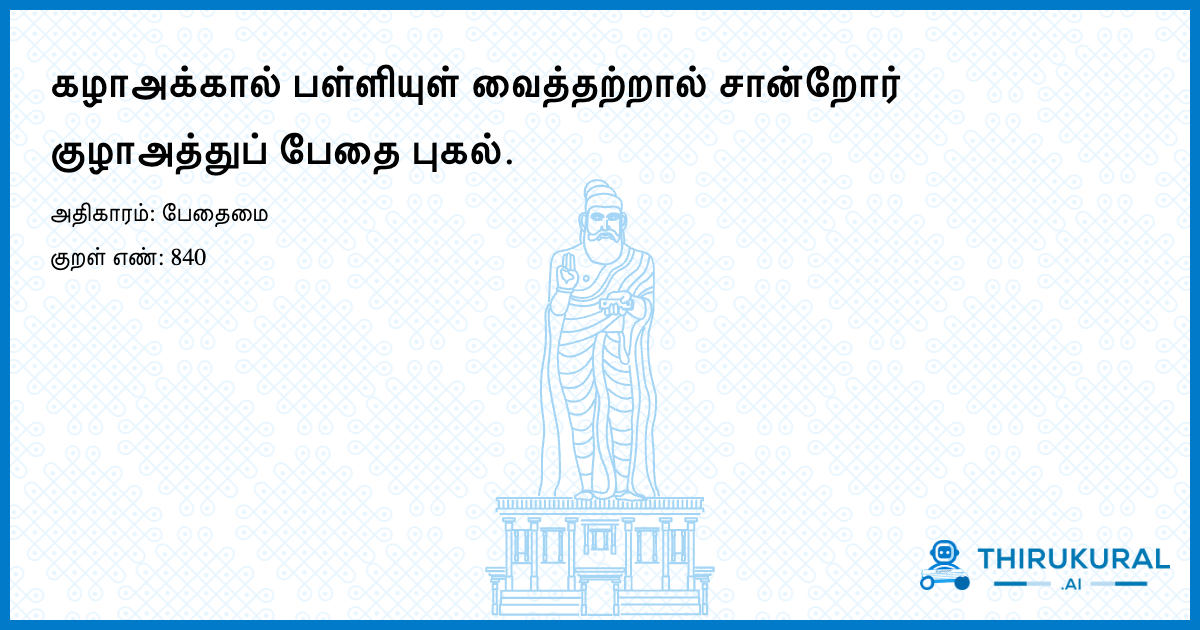 கழாஅக்கால் பள்ளியுள் வைத்தற்றால் சான்றோர்
குழாஅத்துப் பேதை புகல்.
அதிகாரம்: பேதைமை
குறள் எண்: 840
THIRUKURAL
.AI